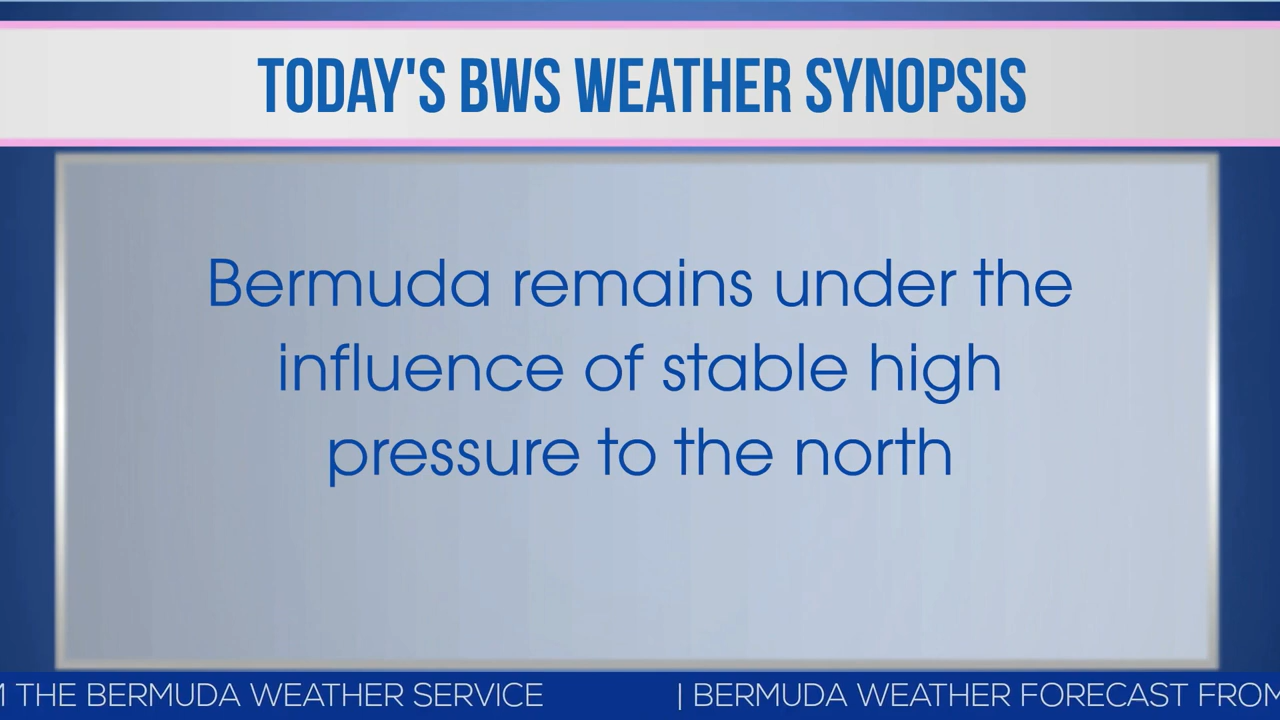 TODAY'S BWS WEATHER SYNOPSIS
Bermuda remains under the
influence of stable high
pressure to the north
M THE BERMUDA WEATHER SERVICE | BERMUDA WEATHER FORECAST FROM